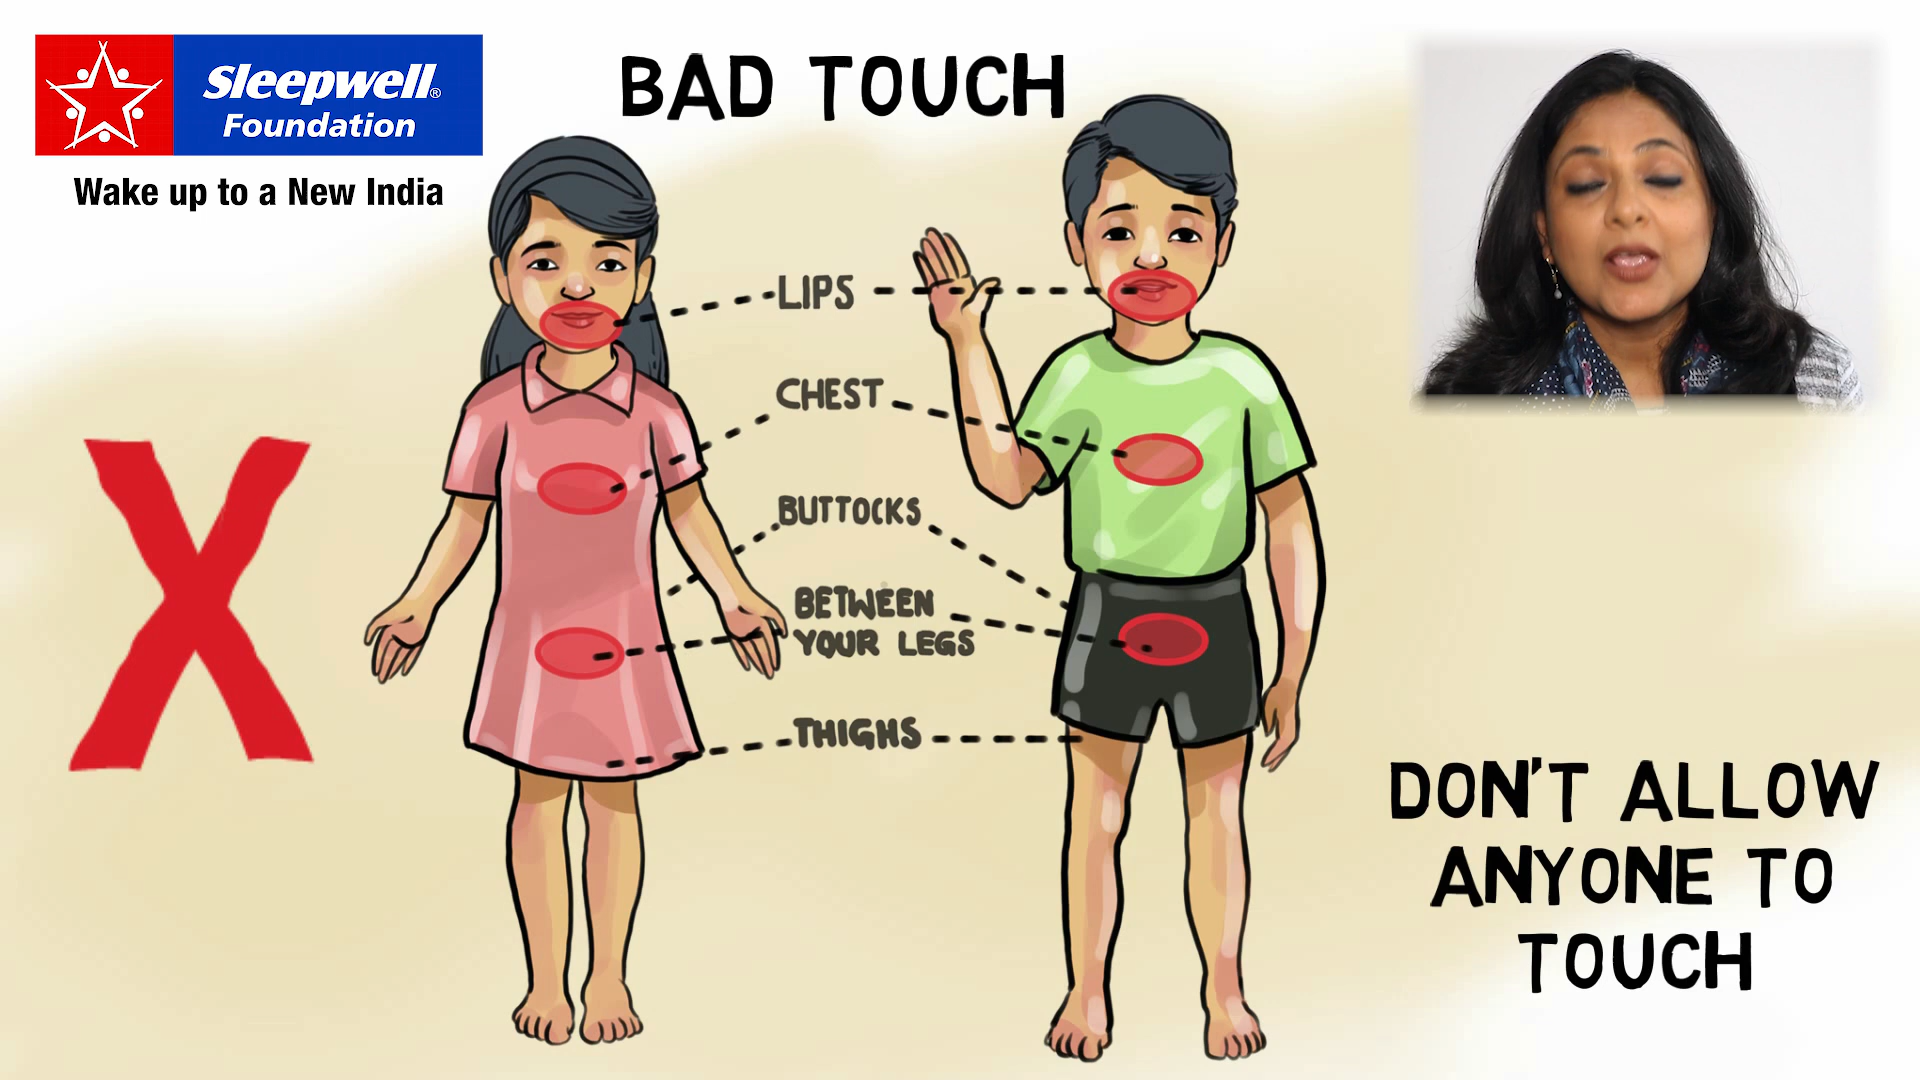 Sleepwell®
Foundation
Wake up to a New India
BAD TOUCH
LIPS
CHEST
BUTTOCKS
BETWEEN
YOUR LEGS
THIGHS
X
DON'T ALLOW
ANYONE TO
TOUCH